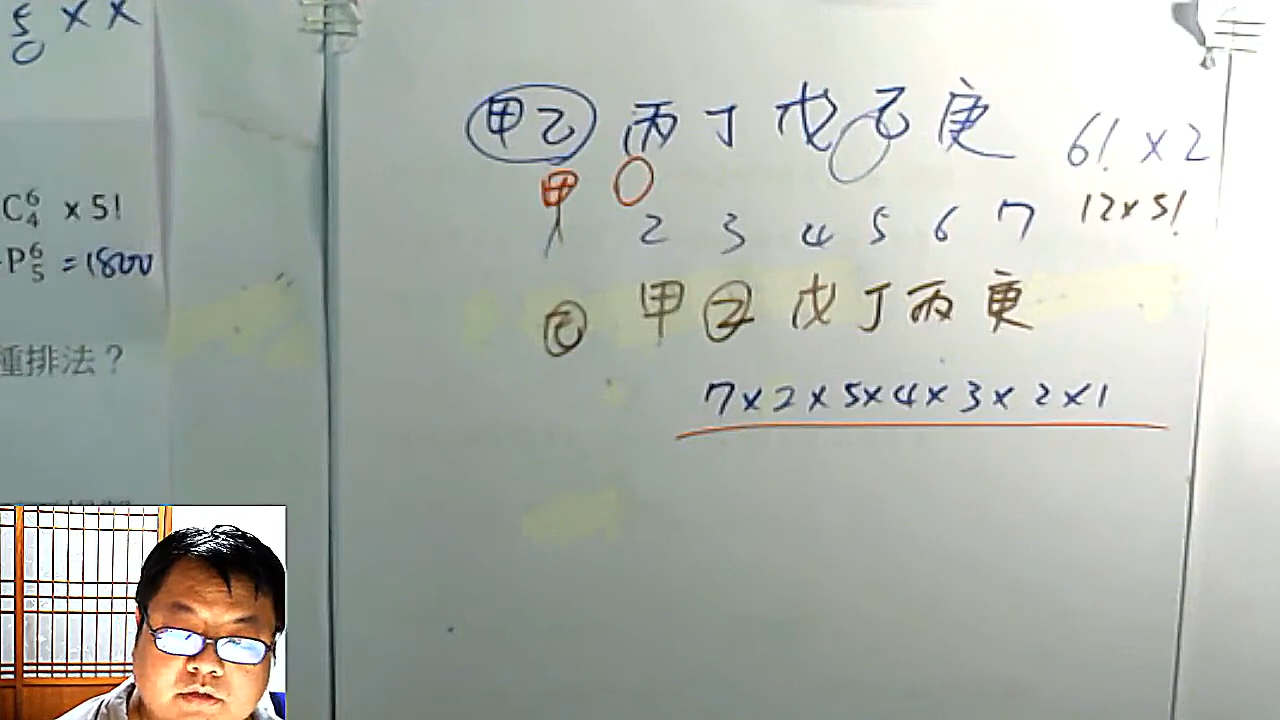 5 × ×
0
C⁶₄ × 5!
P⁶₅ = 1800
種排法？
甲乙 丙 丁 戊 己 庚 6! × 2
甲 12 × 5!
1 2 3 4 5 6 7
己 甲 乙 戊 丁 丙 庚
7 × 2 × 5 × 4 × 3 × 2 × 1